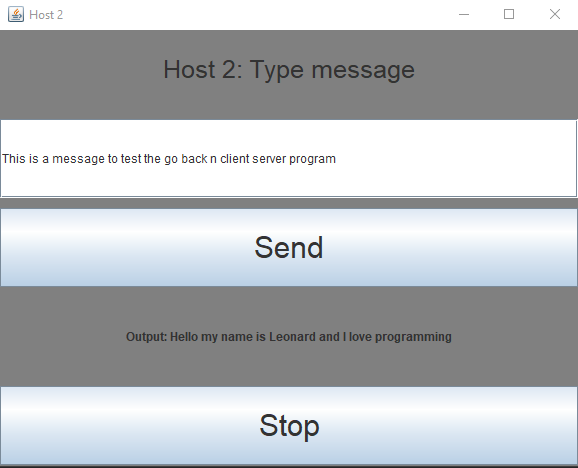 Host 2
Host 2: Type message
This is a message to test the go back n client server program
Send
Output: Hello my name is Leonard and I love programming
Stop